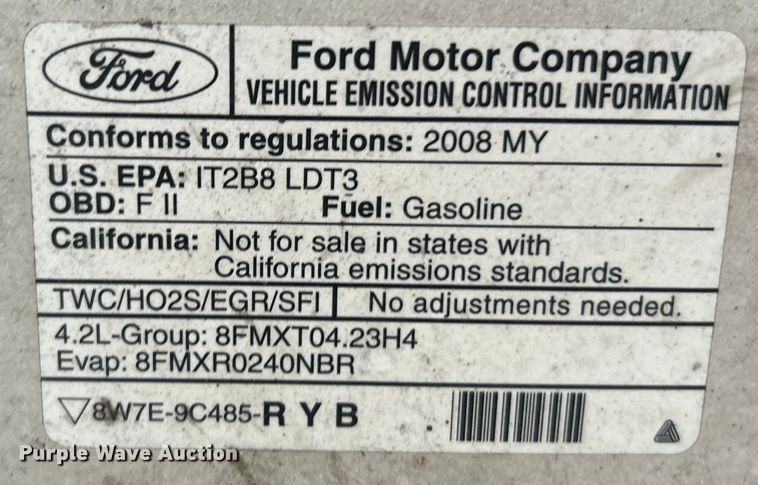 Ford
Ford Motor Company
VEHICLE EMISSION CONTROL INFORMATION
Conforms to regulations: 2008 MY
U.S. EPA: IT2B8 LDT3
OBD: F II Fuel: Gasoline
California: Not for sale in states with
California emissions standards.
TWC/HO2S/EGR/SFI No adjustments needed.
4.2L-Group: 8FMXT04.23H4
Evap: 8FMXR0240NBR
8W7E-9C485-R Y B
Purple Wave Auction